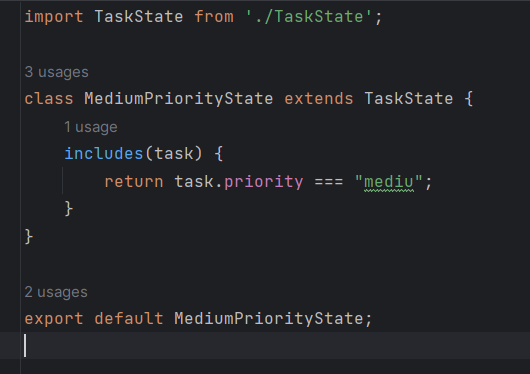 import TaskState from './TaskState';
3 usages
class MediumPriorityState extends TaskState {
1 usage
includes(task) {
return task.priority === "mediu";
}
}
2 usages
export default MediumPriorityState;